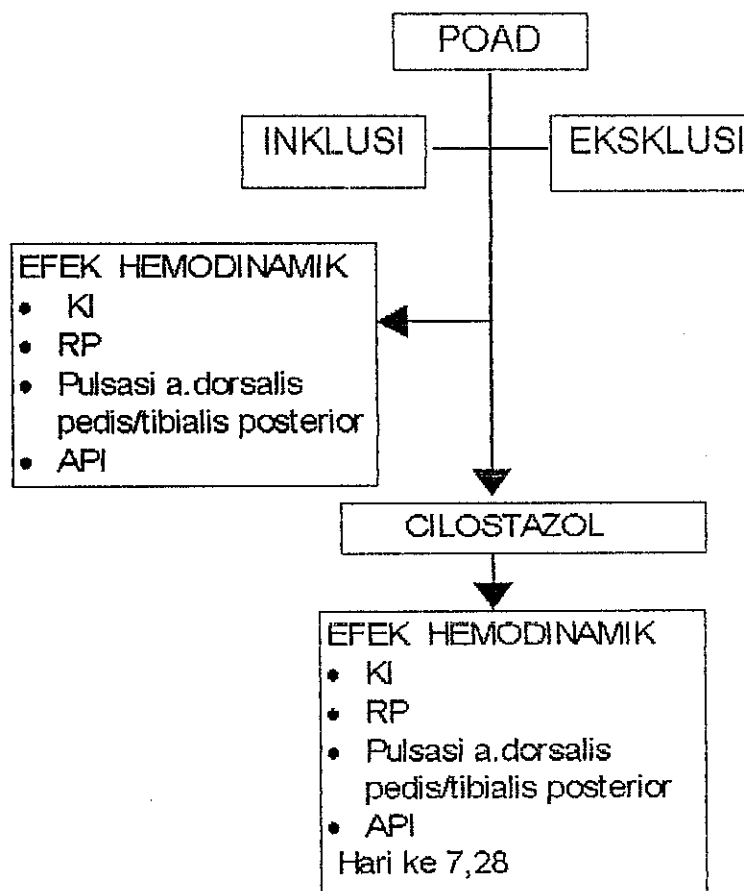 POAD
INKLUSI
EKSKLUSI
EFEK HEMODINAMIK
• KI
• RP
• Pulsasi a.dorsalis
pedis/tibialis posterior
• API
CILOSTAZOL
EFEK HEMODINAMIK
• KI
• RP
• Pulsasi a.dorsalis
pedis/tibialis posterior
• API
Hari ke 7,28